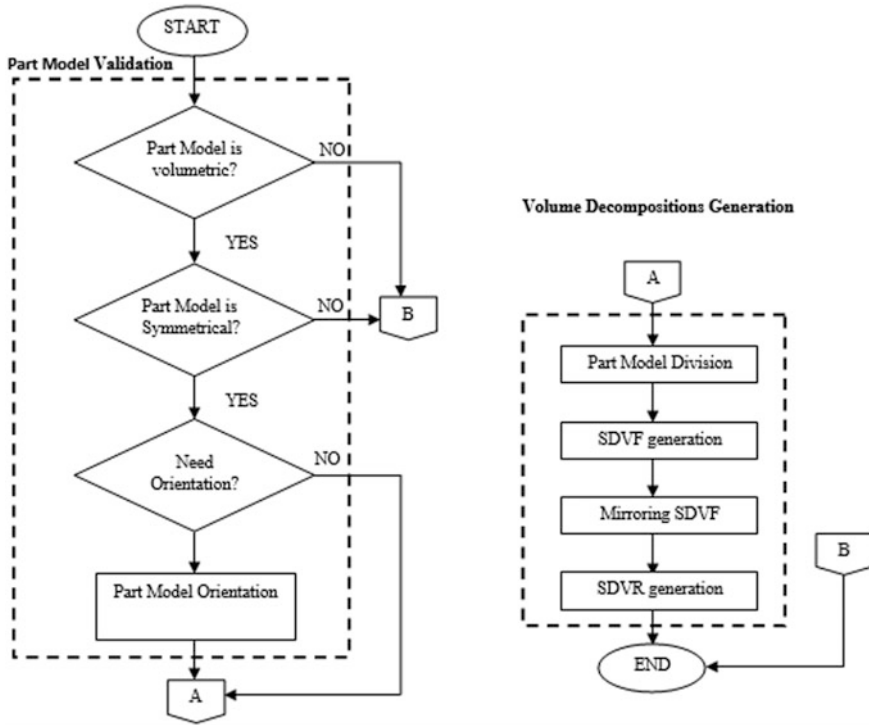 START
Part Model Validation
Part Model is
volumetric?
NO
YES
Part Model is
Symmetrical?
NO
B
YES
Need
Orientation?
NO
Part Model Orientation
A
Volume Decompositions Generation
A
Part Model Division
SDVF generation
Mirroring SDVF
SDVR generation
B
END